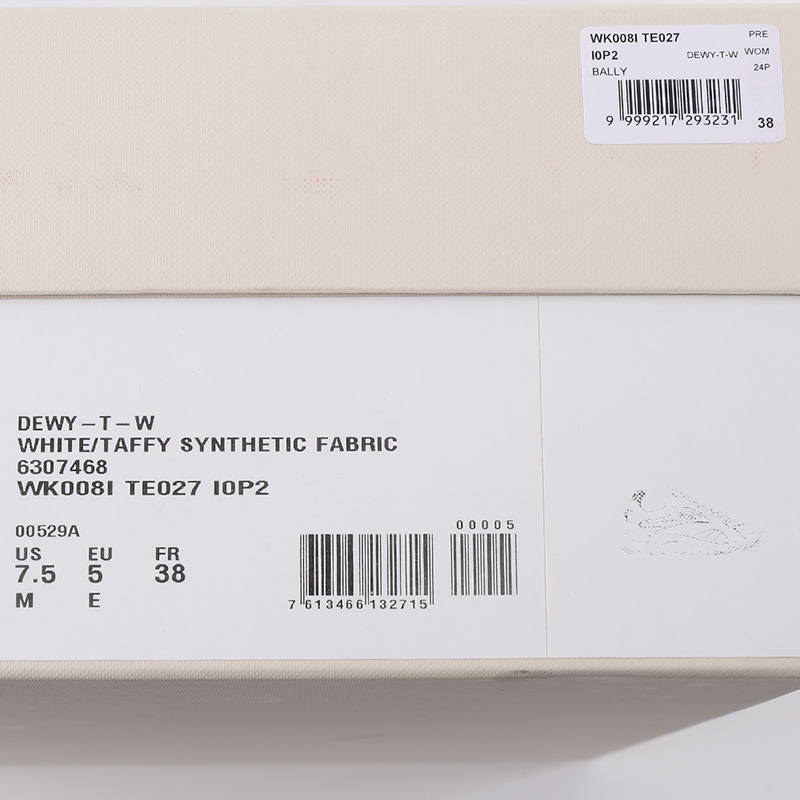 WK008I TE027 PRE
I0P2 DEWY-T-W WOM
BALLY 24P
9 999217 293231 38
DEWY-T-W
WHITE/TAFFY SYNTHETIC FABRIC
6307468
WK008I TE027 I0P2
00529A
US EU FR
7.5 5 38
M E
00005
7 613466 132715